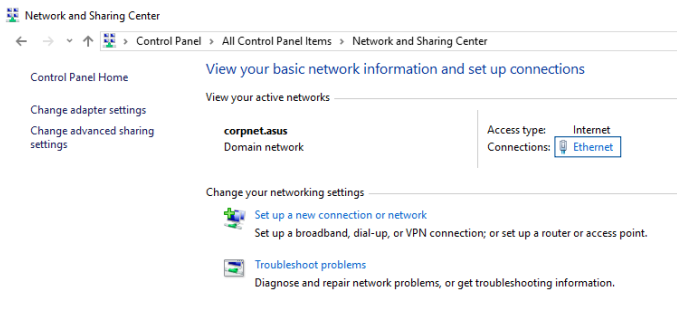 Network and Sharing Center
Control Panel > All Control Panel Items > Network and Sharing Center
Control Panel Home
Change adapter settings
Change advanced sharing
settings
View your basic network information and set up connections
View your active networks
corpnet.asus
Domain network
Access type: Internet
Connections: Ethernet
Change your networking settings
Set up a new connection or network
Set up a broadband, dial-up, or VPN connection; or set up a router or access point.
Troubleshoot problems
Diagnose and repair network problems, or get troubleshooting information.